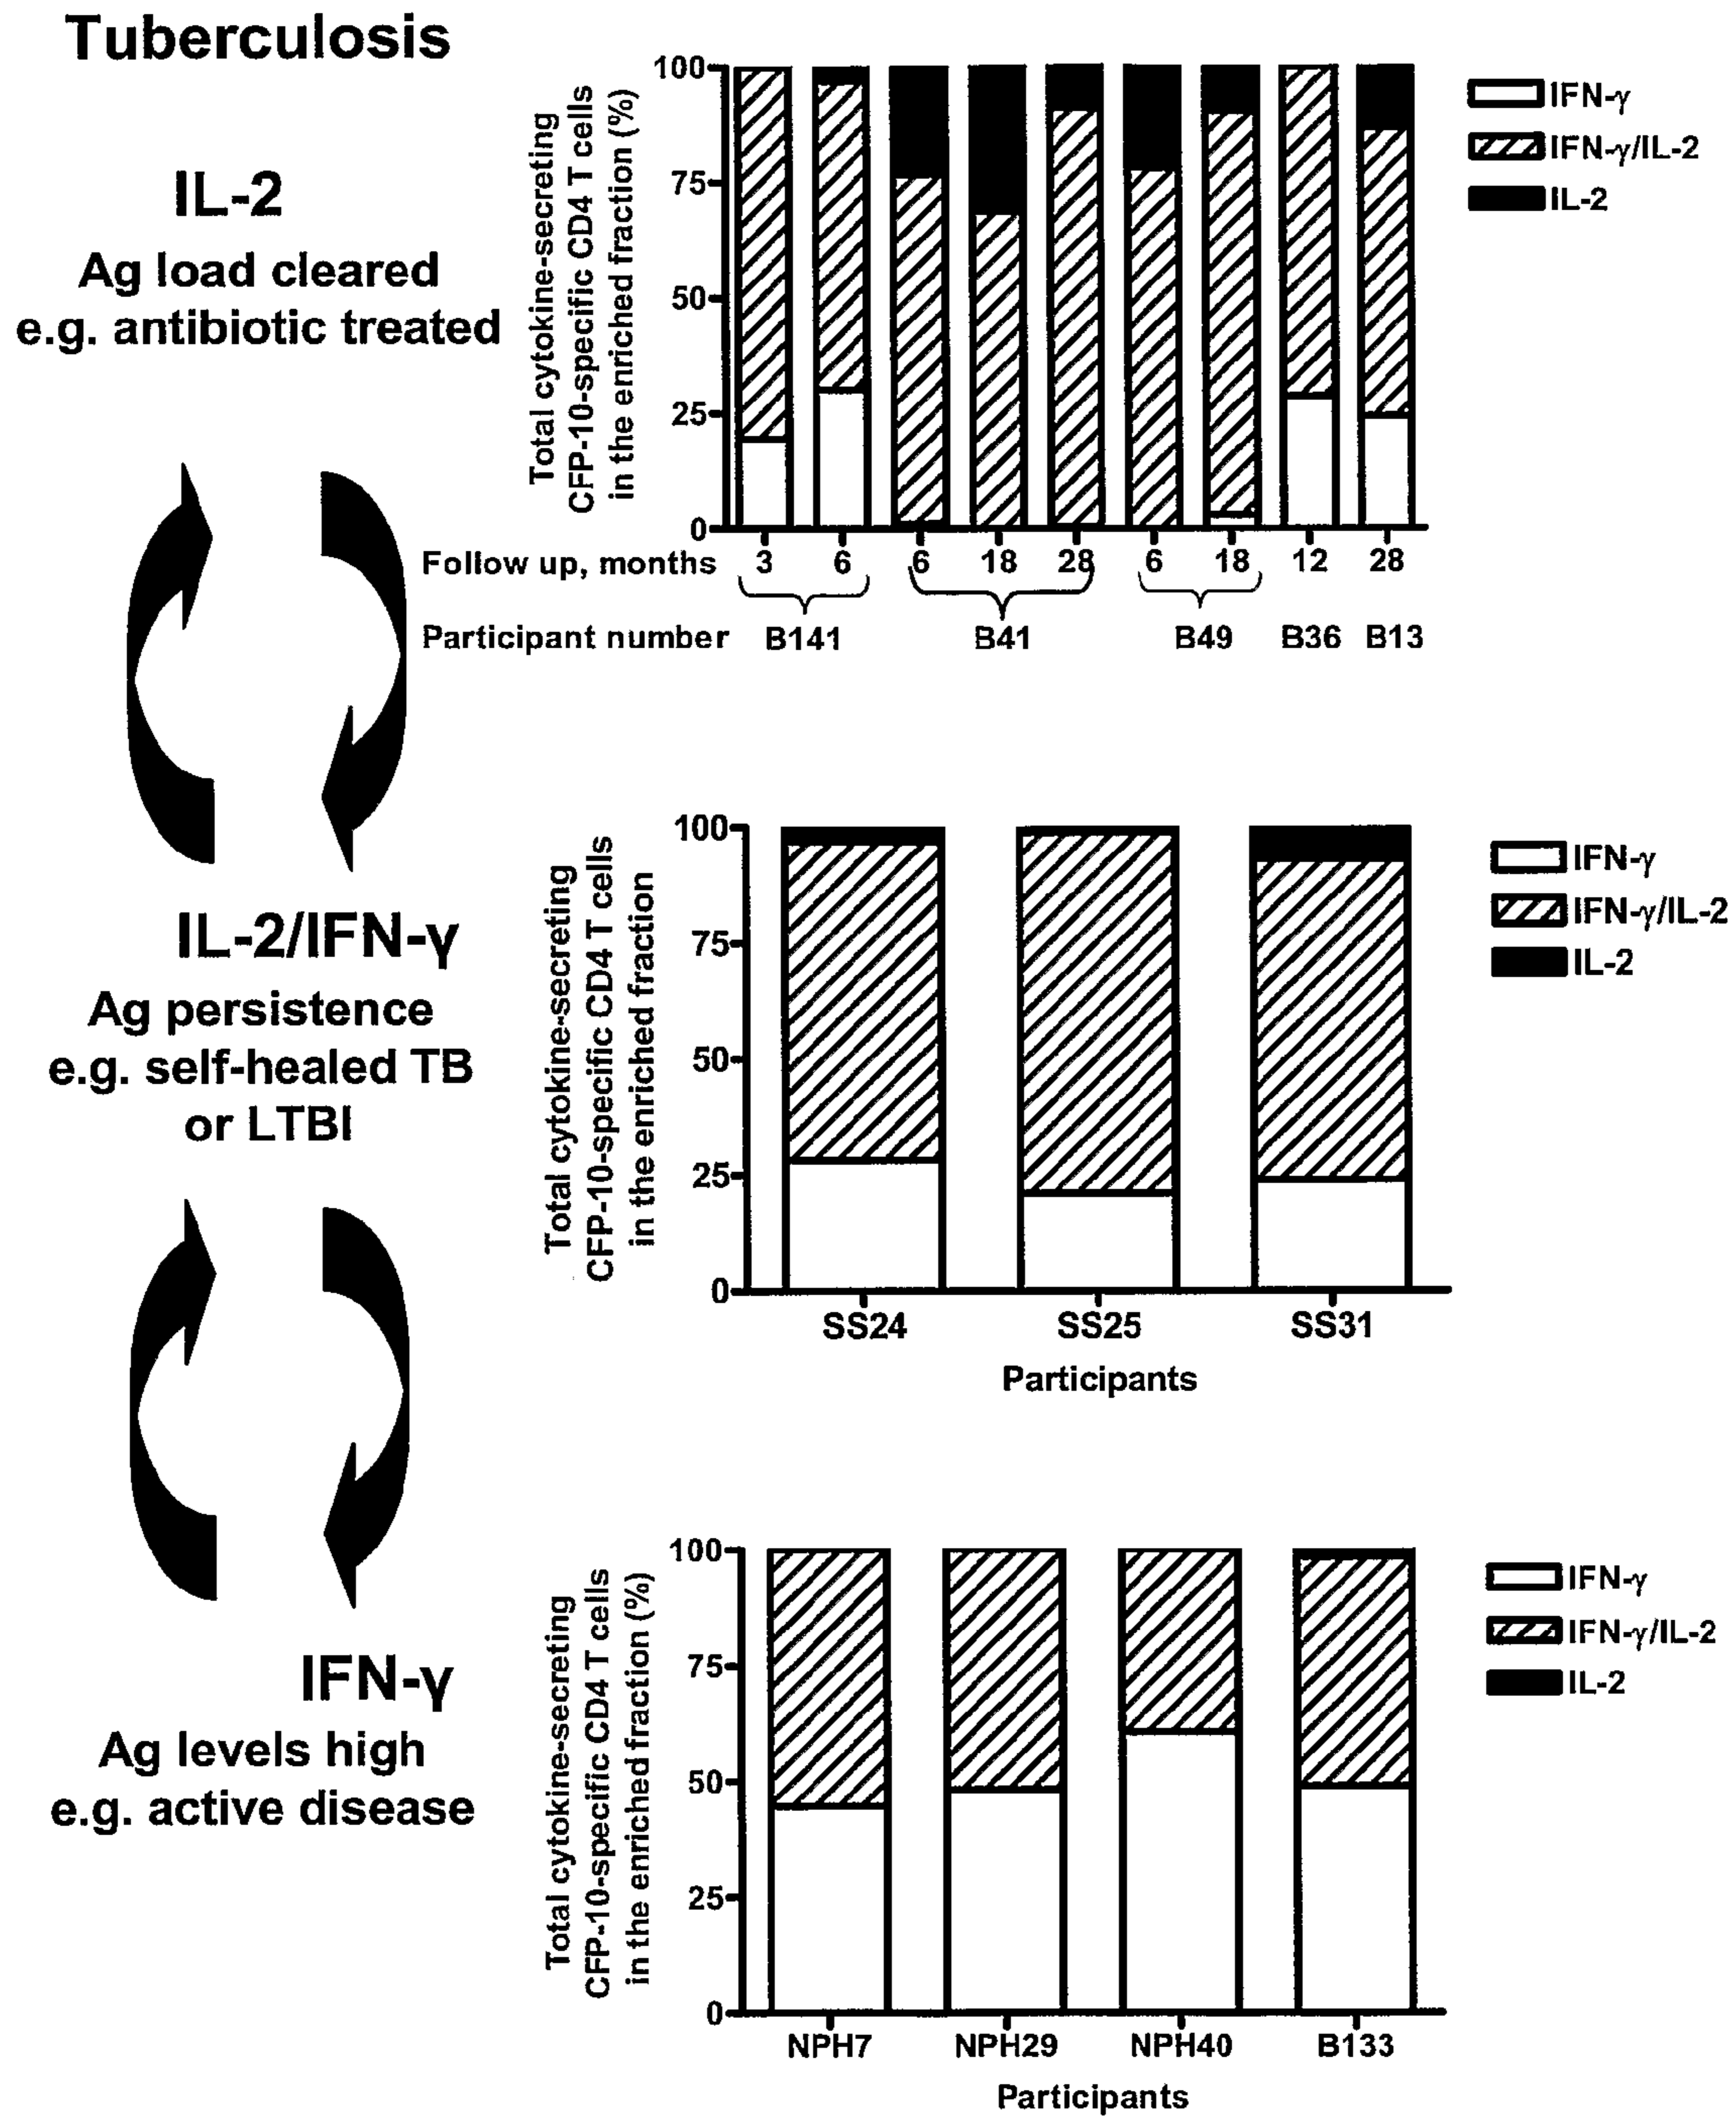 Tuberculosis
IL-2
Ag load cleared
e.g. antibiotic treated
Total cytokine-secreting
CFP-10-specific CD4 T cells
in the enriched fraction (%)
100
75
50
25
0
IFN-γ
IFN-γ/IL-2
IL-2
Follow up, months 3 6 6 18 28 6 18 12 28
Participant number B141 B41 B49 B36 B13
IL-2/IFN-γ
Ag persistence
e.g. self-healed TB
or LTBI
Total cytokine-secreting
CFP-10-specific CD4 T cells
in the enriched fraction
100
75
50
25
0
IFN-γ
IFN-γ/IL-2
IL-2
SS24 SS25 SS31
Participants
IFN-γ
Ag levels high
e.g. active disease
Total cytokine-secreting
CFP-10-specific CD4 T cells
in the enriched fraction (%)
100
75
50
25
0
IFN-γ
IFN-γ/IL-2
IL-2
NPH7 NPH29 NPH40 B133
Participants